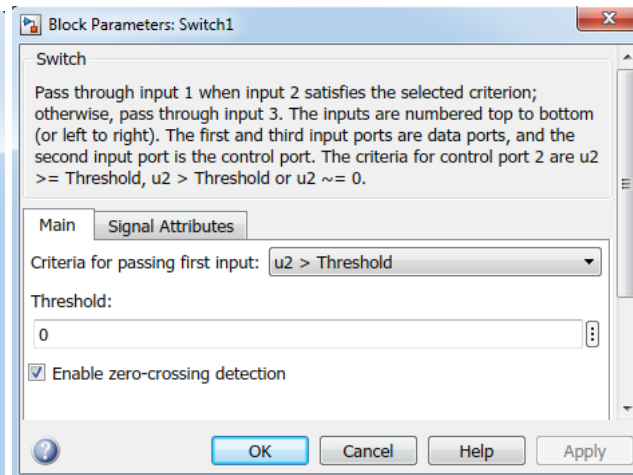 Block Parameters: Switch1
Switch
Pass through input 1 when input 2 satisfies the selected criterion;
otherwise, pass through input 3. The inputs are numbered top to bottom
(or left to right). The first and third input ports are data ports, and the
second input port is the control port. The criteria for control port 2 are u2
>= Threshold, u2 > Threshold or u2 ~= 0.
Main Signal Attributes
Criteria for passing first input: u2 > Threshold
Threshold:
0
Enable zero-crossing detection
OK Cancel Help Apply